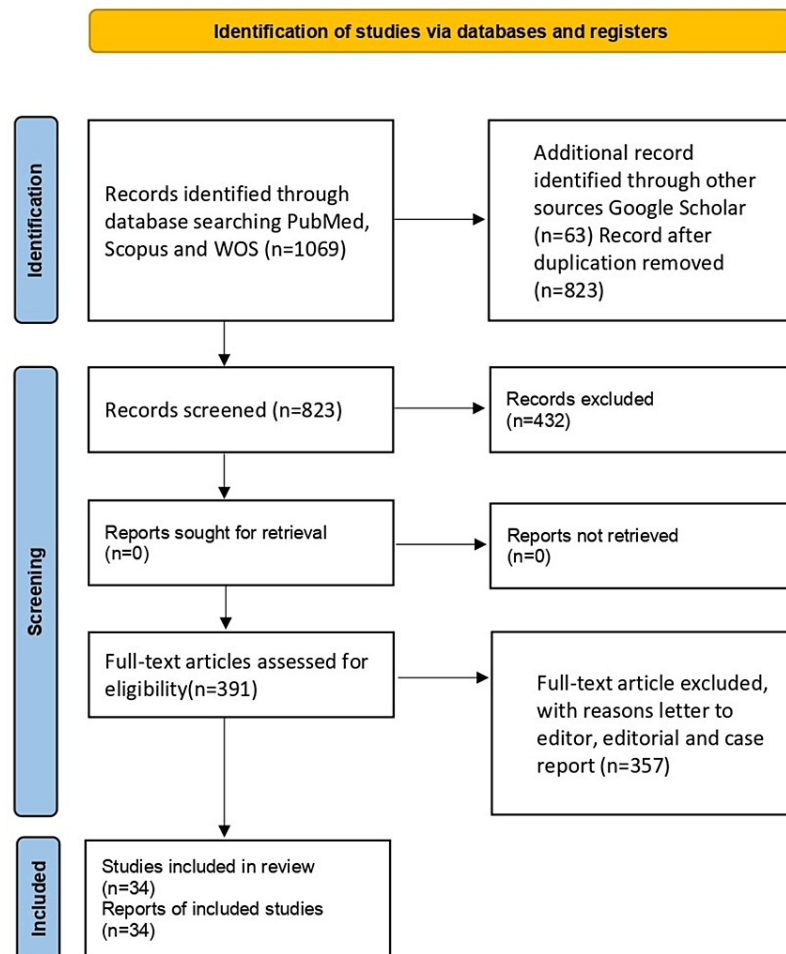 Identification of studies via databases and registers
Identification
Records identified through
database searching PubMed,
Scopus and WOS (n=1069)
Additional record
identified through other
sources Google Scholar
(n=63) Record after
duplication removed
(n=823)
Screening
Records screened (n=823)
Records excluded
(n=432)
Reports sought for retrieval
(n=0)
Reports not retrieved
(n=0)
Full-text articles assessed for
eligibility(n=391)
Full-text article excluded,
with reasons letter to
editor, editorial and case
report (n=357)
Included
Studies included in review
(n=34)
Reports of included studies
(n=34)